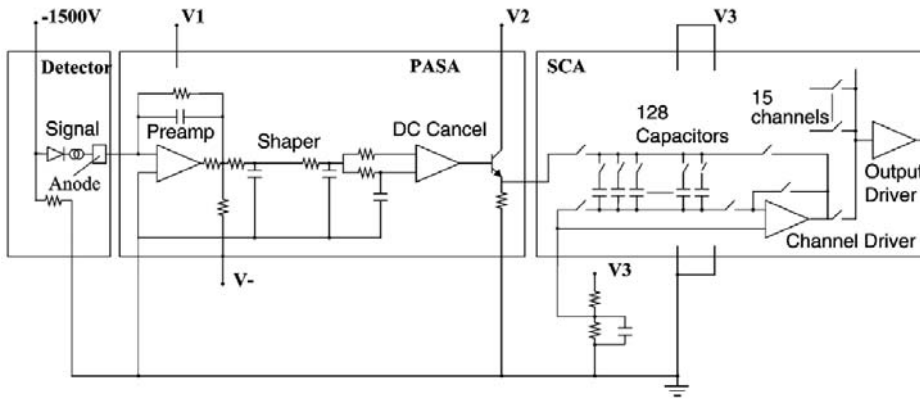 -1500V
V1
V2
V3
Detector
PASA
SCA
Signal
Preamp
Shaper
DC Cancel
128
Capacitors
15
channels
Anode
Output
Driver
Channel Driver
V-
V3